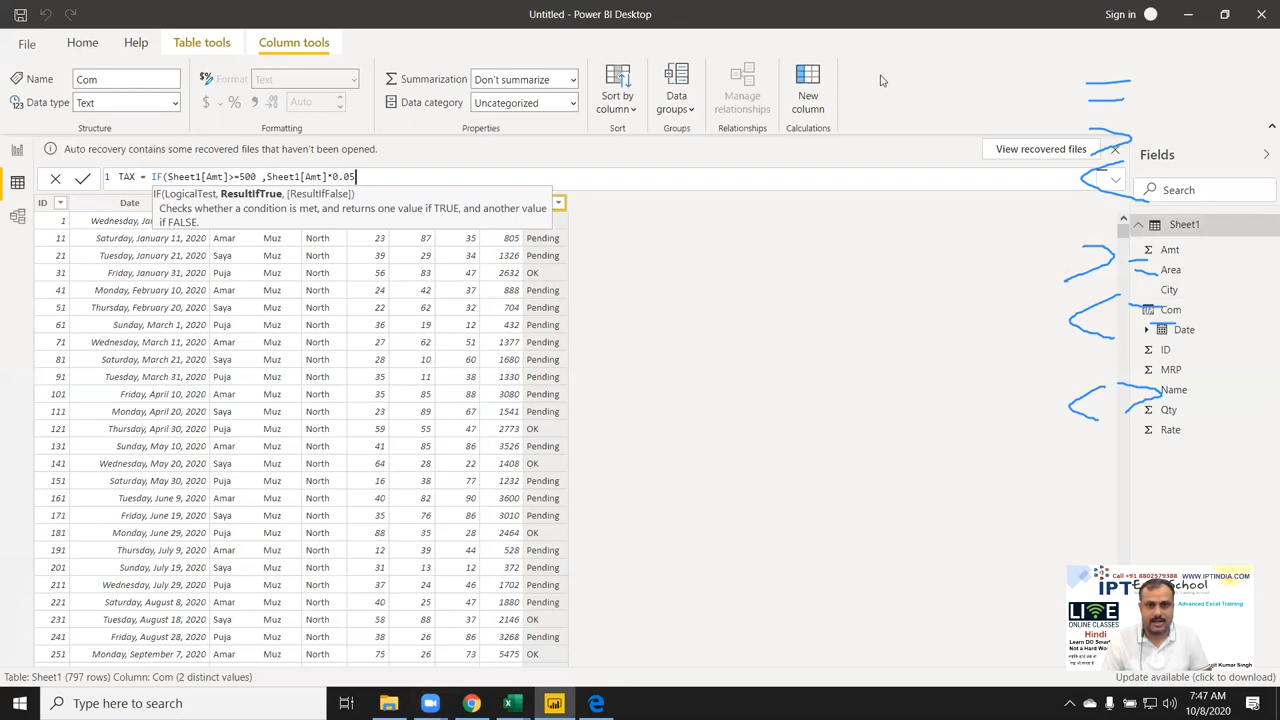 Untitled - Power BI Desktop
Sign in
File Home Help Table tools Column tools
Name Com
Data type Text
Structure
Format Text
$ % Auto
Formatting
Summarization Don't summarize
Data category Uncategorized
Properties
Sort by column
Sort
Data groups
Groups
Manage relationships
Relationships
New column
Calculations
Auto recovery contains some recovered files that haven't been opened.
View recovered files
1 TAX = IF(Sheet1[Amt]>=500 ,Sheet1[Amt]*0.05
IF(LogicalTest, ResultIfTrue, [ResultIfFalse])
Checks whether a condition is met, and returns one value if TRUE, and another value
if FALSE.
ID Date
1 Wednesday, Jan
11 Saturday, January 11, 2020 Amar Muz North 23 87 35 805 Pending
21 Tuesday, January 21, 2020 Saya Muz North 39 29 34 1326 Pending
31 Friday, January 31, 2020 Puja Muz North 56 83 47 2632 OK
41 Monday, February 10, 2020 Amar Muz North 24 42 37 888 Pending
51 Thursday, February 20, 2020 Saya Muz North 22 62 32 704 Pending
61 Sunday, March 1, 2020 Puja Muz North 36 19 12 432 Pending
71 Wednesday, March 11, 2020 Amar Muz North 27 62 51 1377 Pending
81 Saturday, March 21, 2020 Saya Muz North 28 10 60 1680 Pending
91 Tuesday, March 31, 2020 Puja Muz North 35 11 38 1330 Pending
101 Friday, April 10, 2020 Amar Muz North 35 85 88 3080 Pending
111 Monday, April 20, 2020 Saya Muz North 23 89 67 1541 Pending
121 Thursday, April 30, 2020 Puja Muz North 59 55 47 2773 OK
131 Sunday, May 10, 2020 Amar Muz North 41 85 86 3526 Pending
141 Wednesday, May 20, 2020 Saya Muz North 64 28 22 1408 OK
151 Saturday, May 30, 2020 Puja Muz North 16 38 77 1232 Pending
161 Tuesday, June 9, 2020 Amar Muz North 40 82 90 3600 Pending
171 Friday, June 19, 2020 Saya Muz North 35 76 86 3010 Pending
181 Monday, June 29, 2020 Puja Muz North 88 35 28 2464 OK
191 Thursday, July 9, 2020 Amar Muz North 12 39 44 528 Pending
201 Sunday, July 19, 2020 Saya Muz North 31 13 12 372 Pending
211 Wednesday, July 29, 2020 Puja Muz North 37 26 46 1702 Pending
221 Saturday, August 8, 2020 Amar Muz North 40 25 47 1880 Pending
231 Tuesday, August 18, 2020 Saya Muz North 58 88 37 2146 OK
241 Friday, August 28, 2020 Puja Muz North 38 26 86 3268 Pending
251 Monday, September 7, 2020 Amar Muz North 75 26 73 5475 OK
Fields
Search
Sheet1
Amt
Area
City
Com
Date
ID
MRP
Name
Qty
Rate
Call +91 8802579388 WWW.IPTINDIA.COM
IPT School
LIVE
ONLINE CLASSES
Advanced Excel Training
Hindi
Learn DO Smar
Not a Hard Wo
jit Kumar Singh
Table: Sheet1 (797 rows) Column: Com (2 distinct values)
Update available (click to download)
Type here to search
7:47 AM
10/8/2020